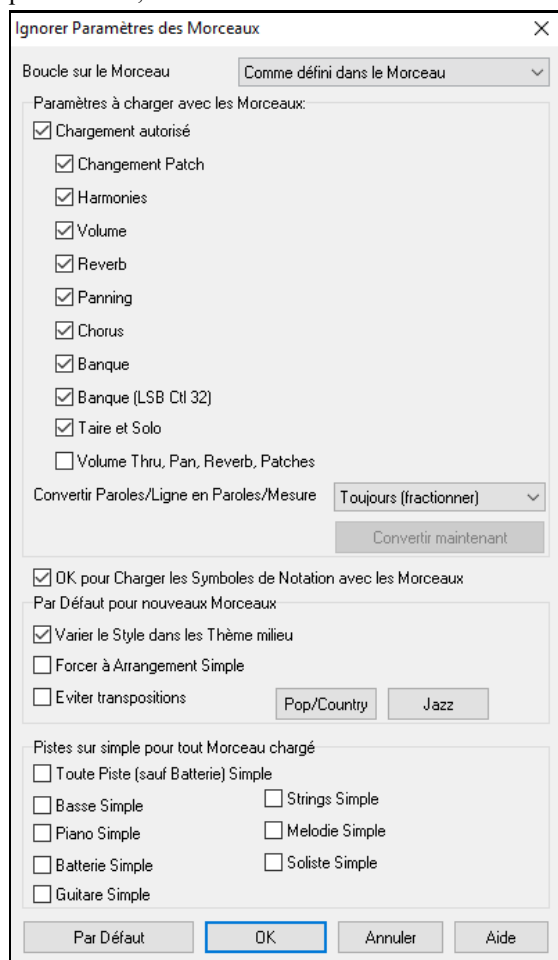 Ignorer Paramètres des Morceaux
Boucle sur le Morceau Comme défini dans le Morceau
Paramètres à charger avec les Morceaux:
Chargement autorisé
Changement Patch
Harmonies
Volume
Reverb
Panning
Chorus
Banque
Banque (LSB Ctl 32)
Taire et Solo
Volume Thru, Pan, Reverb, Patches
Convertir Paroles/Ligne en Paroles/Mesure Toujours (fractionner)
Convertir maintenant
OK pour Charger les Symboles de Notation avec les Morceaux
Par Défaut pour nouveaux Morceaux
Varier le Style dans les Thème milieu
Forcer à Arrangement Simple
Eviter transpositions Pop/Country Jazz
Pistes sur simple pour tout Morceau chargé
Toute Piste (sauf Batterie) Simple
Basse Simple Strings Simple
Piano Simple Melodie Simple
Batterie Simple Soliste Simple
Guitare Simple
Par Défaut OK Annuler Aide